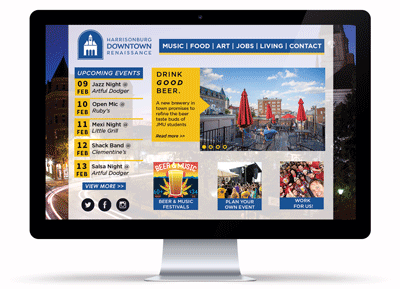 HARRISONBURG
DOWNTOWN
RENAISSANCE
MUSIC | FOOD | ART | JOBS | LIVING | CONTACT
UPCOMING EVENTS
09 FEB Jazz Night @
Artful Dodger
10 FEB Open Mic @
Ruby's
11 FEB Mexi Night @
Little Grill
12 FEB Shack Band @
Clementine's
13 FEB Salsa Night @
Artful Dodger
VIEW MORE >>
DRINK
GOOD
BEER.
A new brewery in
town promises to
refine the beer
taste buds of
JMU students
Read more >>
BEER & MUSIC
BEER & MUSIC
FESTIVALS
PLAN YOUR
OWN EVENT
WORK
FOR US!